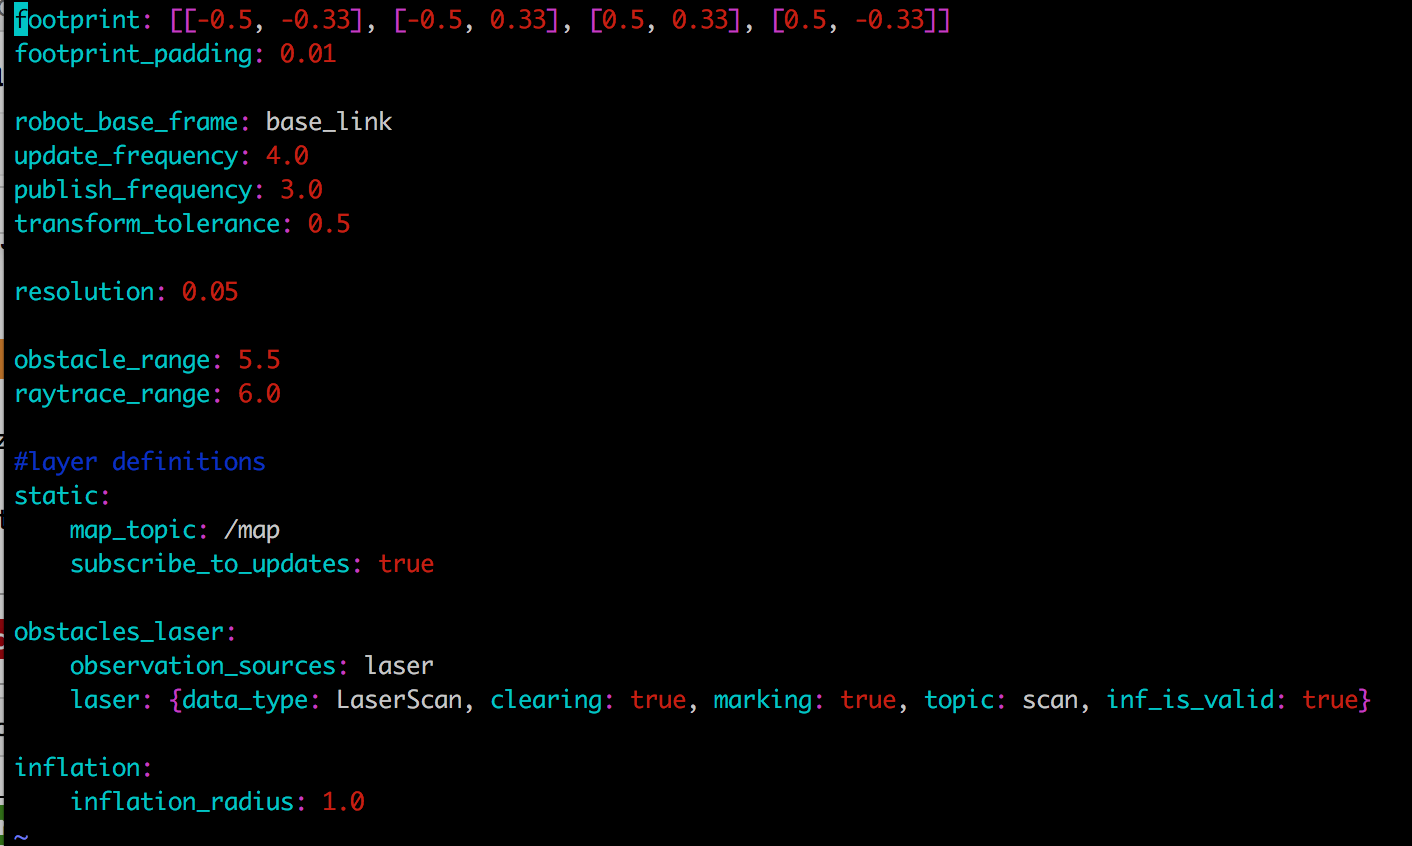 footprint: [[-0.5, -0.33], [-0.5, 0.33], [0.5, 0.33], [0.5, -0.33]]
footprint_padding: 0.01
robot_base_frame: base_link
update_frequency: 4.0
publish_frequency: 3.0
transform_tolerance: 0.5
resolution: 0.05
obstacle_range: 5.5
raytrace_range: 6.0
#layer definitions
static:
    map_topic: /map
    subscribe_to_updates: true
obstacles_laser:
    observation_sources: laser
    laser: {data_type: LaserScan, clearing: true, marking: true, topic: scan, inf_is_valid: true}
inflation:
    inflation_radius: 1.0
~